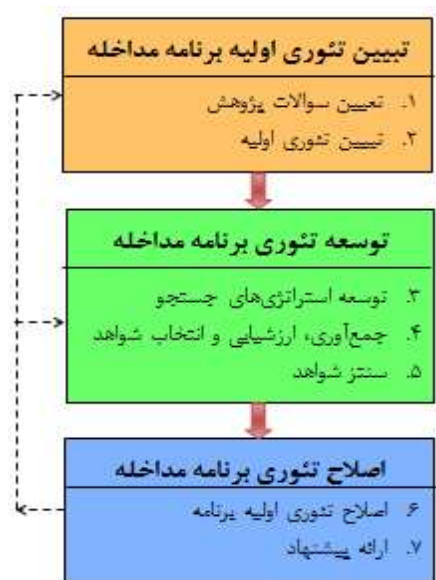 تبیین تئوری اولیه برنامه مداخله
۱. تعیین سوالات پژوهش
۲. تبیین تئوری اولیه
توسعه تئوری برنامه مداخله
۳. توسعه استراتژی‌های جستجو
۴. جمع‌آوری، ارزشیابی و انتخاب شواهد
۵. سنتز شواهد
اصلاح تئوری برنامه مداخله
۶. اصلاح تئوری اولیه برنامه
۷. ارائه پیشنهاد